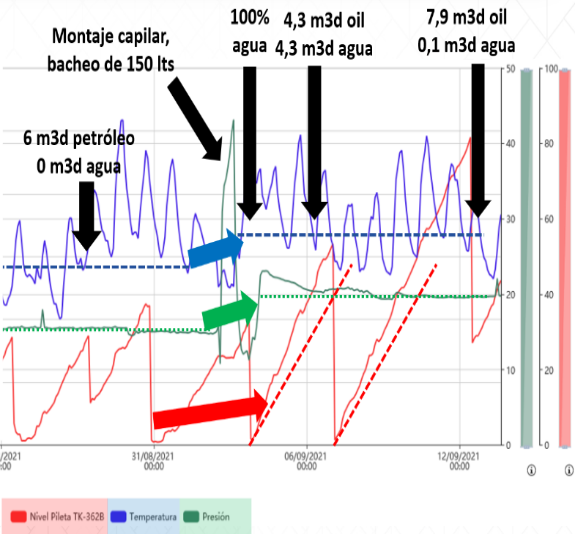 Montaje capilar,
bacheo de 150 lts
100%
agua
4,3 m3d oil
4,3 m3d agua
7,9 m3d oil
0,1 m3d agua
6 m3d petróleo
0 m3d agua
50
40
30
20
10
0
100
80
60
40
20
0
/2021
:00
31/08/2021
00:00
06/09/2021
00:00
12/09/2021
00:00
Nivel Pileta TK-362B
Temperatura
Presión